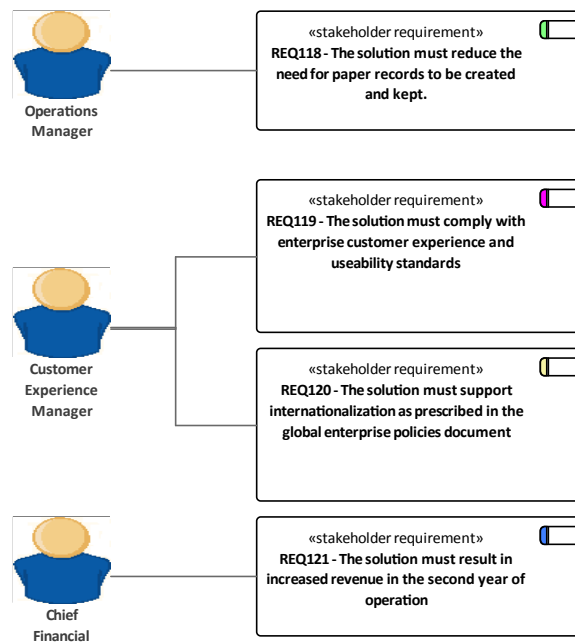 «stakeholder requirement»
REQ118 - The solution must reduce the
need for paper records to be created
and kept.
Operations
Manager
«stakeholder requirement»
REQ119 - The solution must comply with
enterprise customer experience and
useability standards
Customer
Experience
Manager
«stakeholder requirement»
REQ120 - The solution must support
internationalization as prescribed in the
global enterprise policies document
«stakeholder requirement»
REQ121 - The solution must result in
increased revenue in the second year of
operation
Chief
Financial